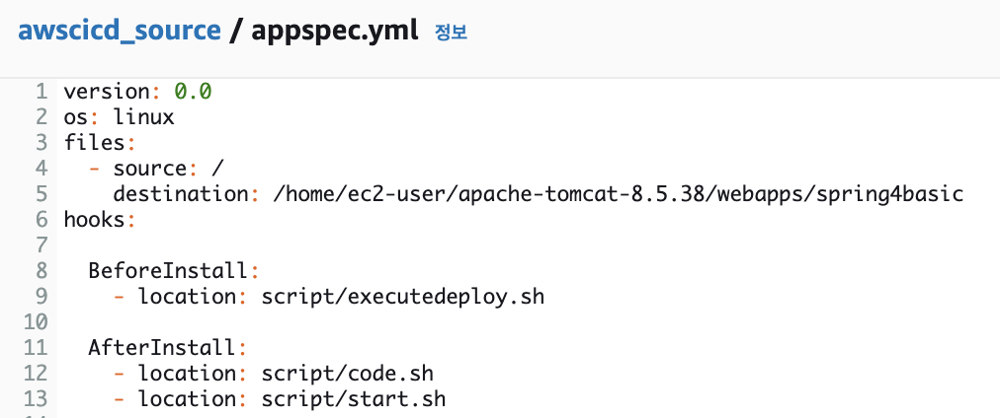 awscicd_source / appspec.yml 정보
1 version: 0.0
2 os: linux
3 files:
4   - source: /
5     destination: /home/ec2-user/apache-tomcat-8.5.38/webapps/spring4basic
6 hooks:
7
8   BeforeInstall:
9     - location: script/executedeploy.sh
10
11   AfterInstall:
12     - location: script/code.sh
13     - location: script/start.sh